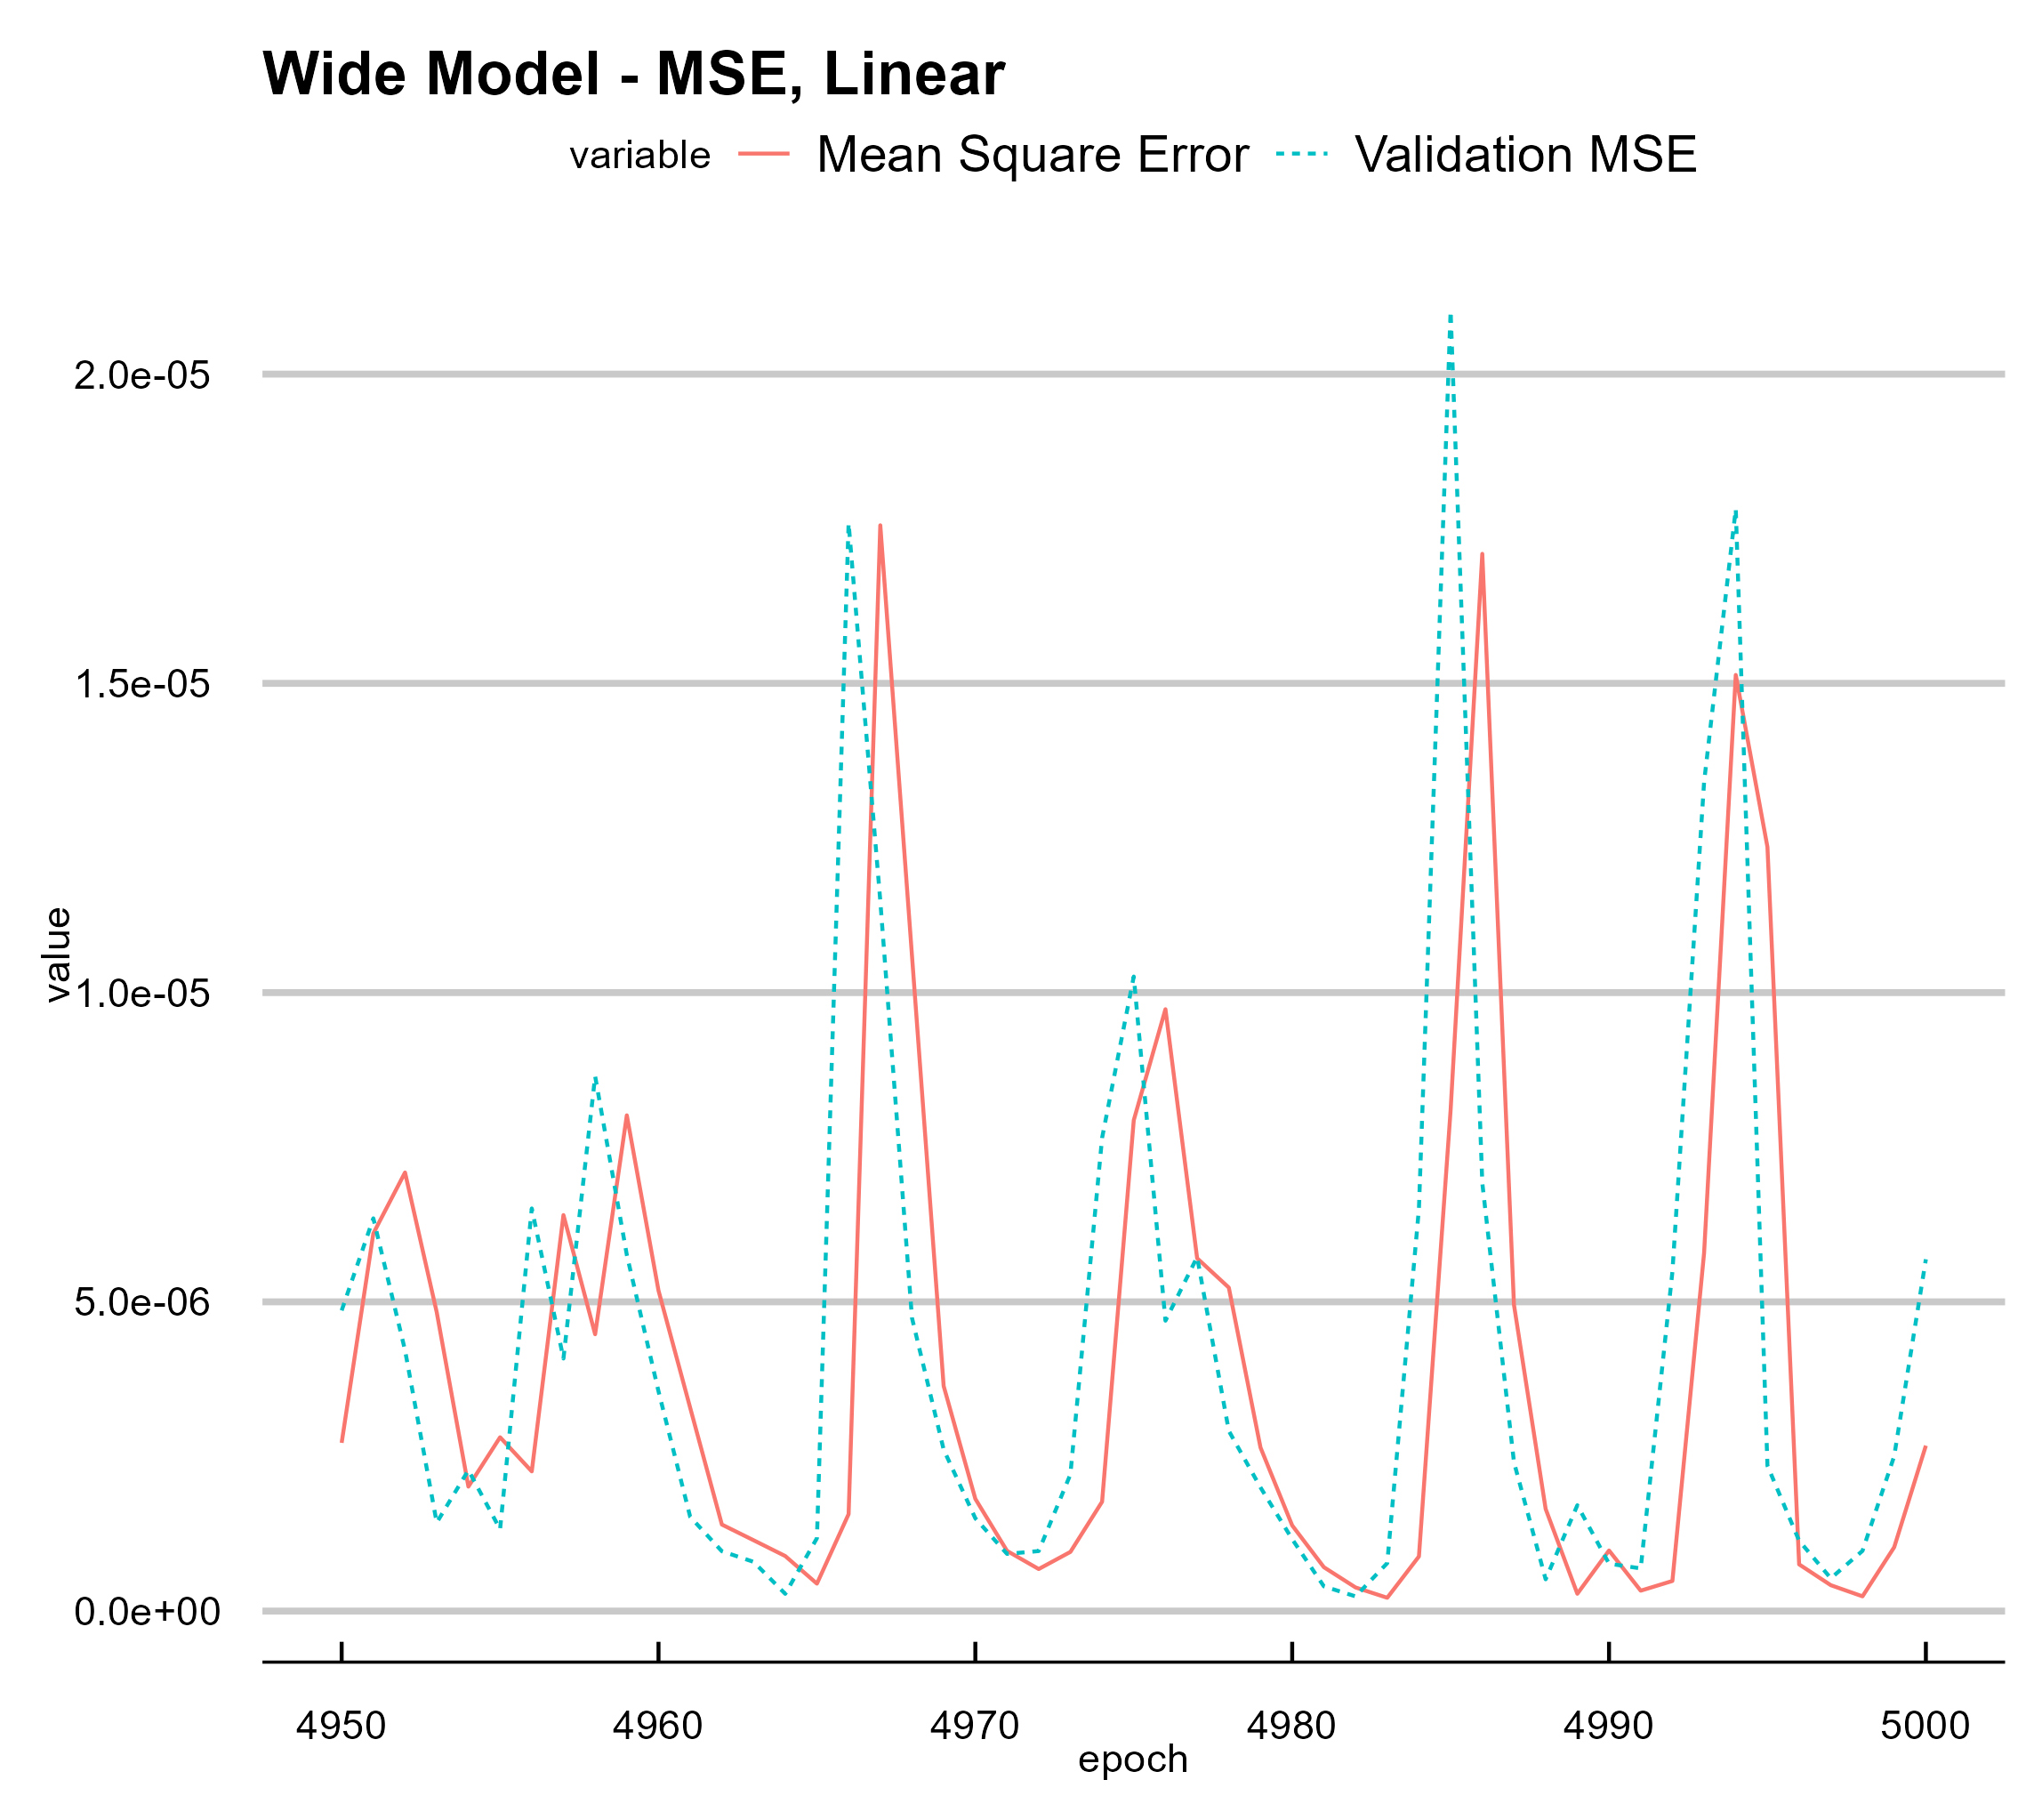 Wide Model - MSE, Linear
variable Mean Square Error Validation MSE
2.0e-05
1.5e-05
1.0e-05
5.0e-06
0.0e+00
value
4950 4960 4970 4980 4990 5000
epoch